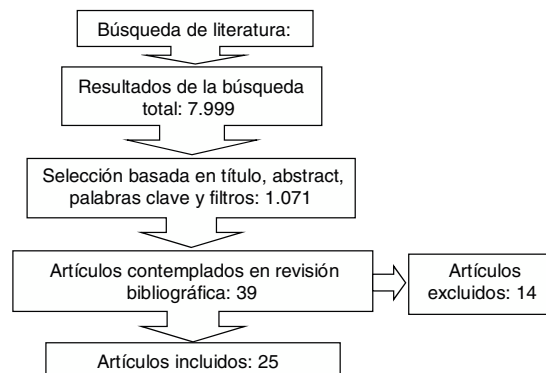 Búsqueda de literatura:
Resultados de la búsqueda
total: 7.999
Selección basada en título, abstract,
palabras clave y filtros: 1.071
Artículos contemplados en revisión
bibliográfica: 39
Artículos
excluidos: 14
Artículos incluidos: 25